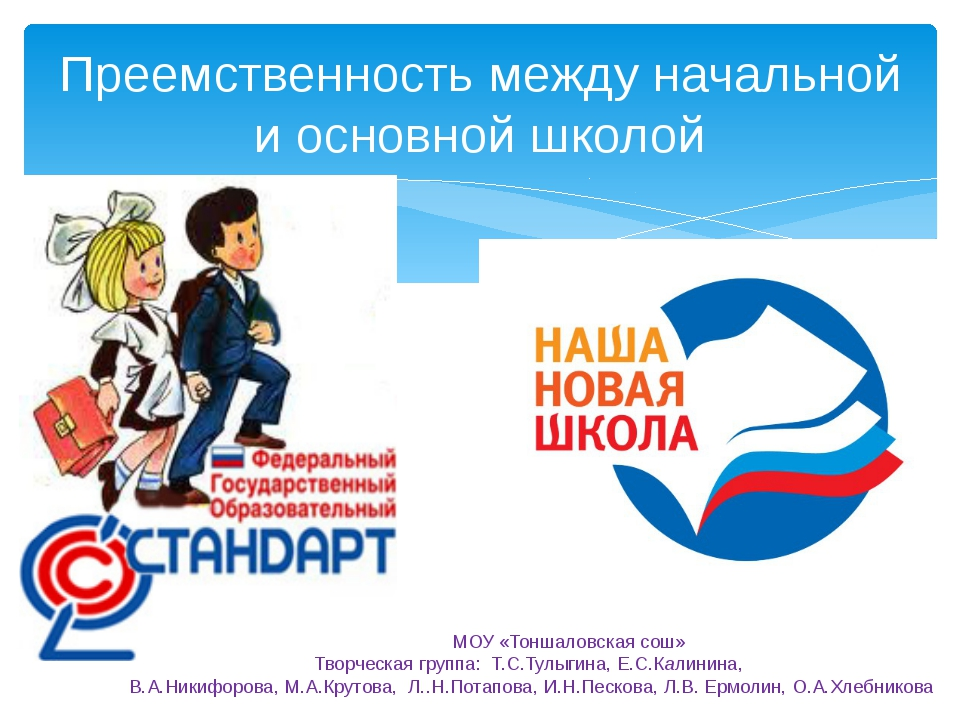 Преемственность между начальной
и основной школой
НАША
НОВАЯ
ШКОЛА
Федеральный
Государственный
Образовательный
СТАНДАРТ
МОУ «Тоншаловская сош»
Творческая группа: Т.С.Тулыгина, Е.С.Калинина,
В.А.Никифорова, М.А.Крутова, Л..Н.Потапова, И.Н.Пескова, Л.В. Ермолин, О.А.Хлебникова